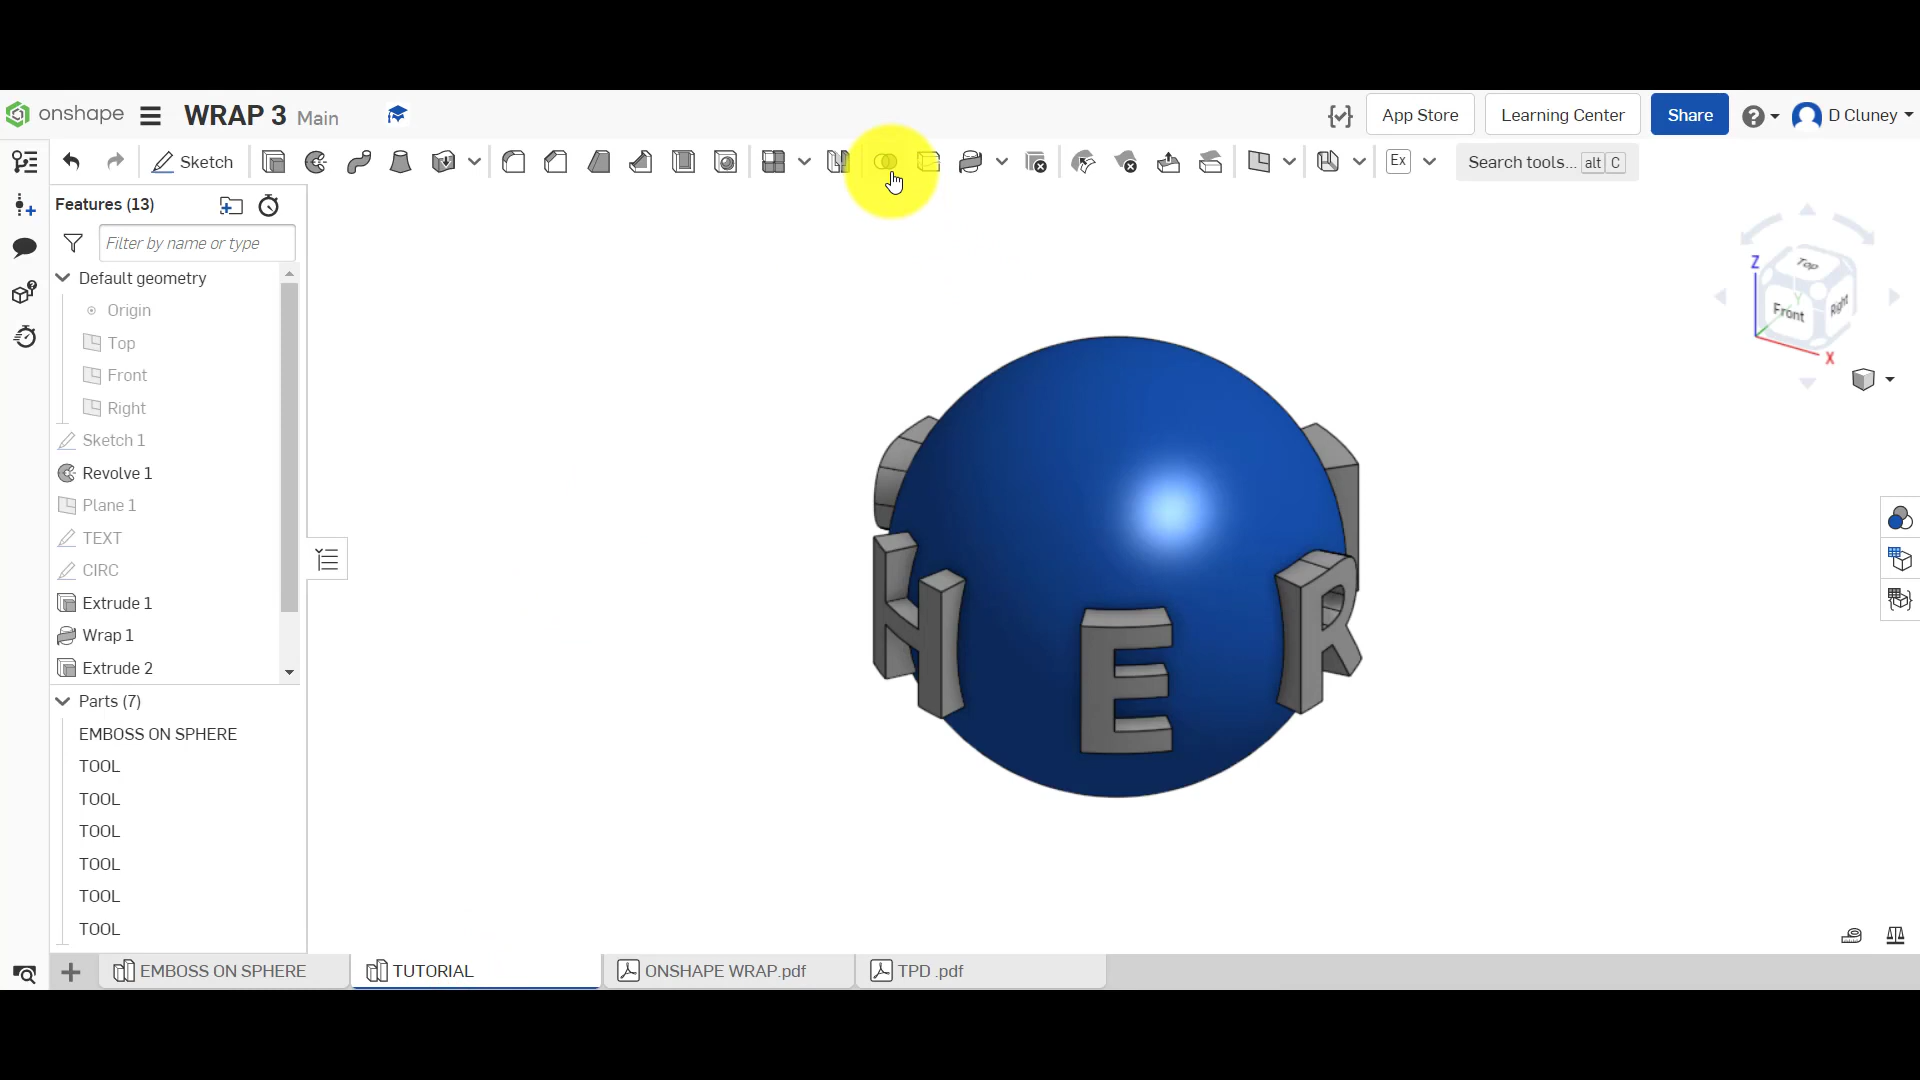 onshape
WRAP 3 Main
App Store
Learning Center
Share
D Cluney
Sketch
Ex
Search tools... alt C
Features (13)
Filter by name or type
Default geometry
Origin
Top
Front
Right
Sketch 1
Revolve 1
Plane 1
TEXT
CIRC
Extrude 1
Wrap 1
Extrude 2
Parts (7)
EMBOSS ON SPHERE
TOOL
TOOL
TOOL
TOOL
TOOL
TOOL
H E R
Z
Top
Y
Front
Right
X
EMBOSS ON SPHERE
TUTORIAL
ONSHAPE WRAP.pdf
TPD .pdf